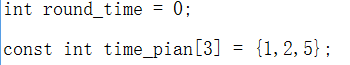 int round_time = 0;
const int time_pian[3] = {1,2,5};